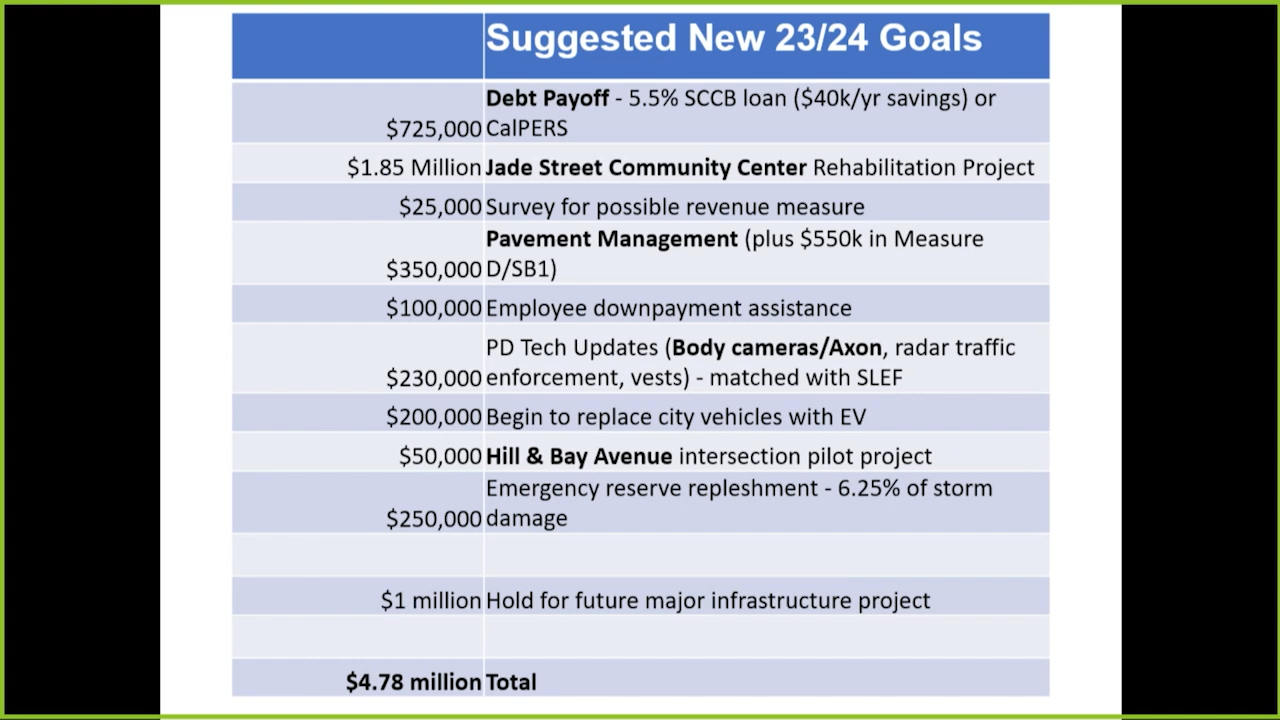 Suggested New 23/24 Goals
Debt Payoff - 5.5% SCCB loan ($40k/yr savings) or
$725,000 CalPERS
$1.85 Million Jade Street Community Center Rehabilitation Project
$25,000 Survey for possible revenue measure
Pavement Management (plus $550k in Measure
$350,000 D/SB1)
$100,000 Employee downpayment assistance
PD Tech Updates (Body cameras/Axon, radar traffic
$230,000 enforcement, vests) - matched with SLEF
$200,000 Begin to replace city vehicles with EV
$50,000 Hill & Bay Avenue intersection pilot project
Emergency reserve repleshment - 6.25% of storm
$250,000 damage
$1 million Hold for future major infrastructure project
$4.78 million Total